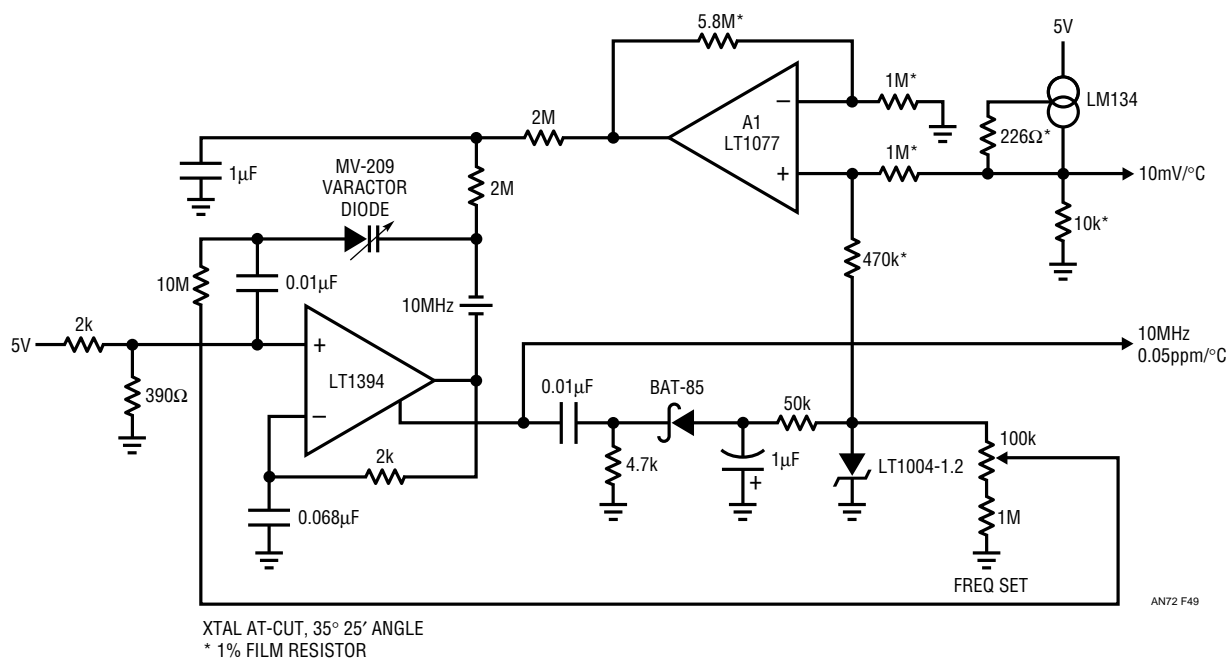 5.8M*
5V
1M*
LM134
A1
LT1077
–
+
226Ω*
2M
1M*
10mV/°C
1µF
MV-209
VARACTOR
DIODE
2M
10k*
470k*
10M
0.01µF
10MHz
5V
2k
10MHz
0.05ppm/°C
+
LT1394
–
390Ω
0.01µF
BAT-85
50k
100k
2k
4.7k
1µF
+
LT1004-1.2
1M
0.068µF
FREQ SET
AN72 F49
XTAL AT-CUT, 35° 25′ ANGLE
* 1% FILM RESISTOR